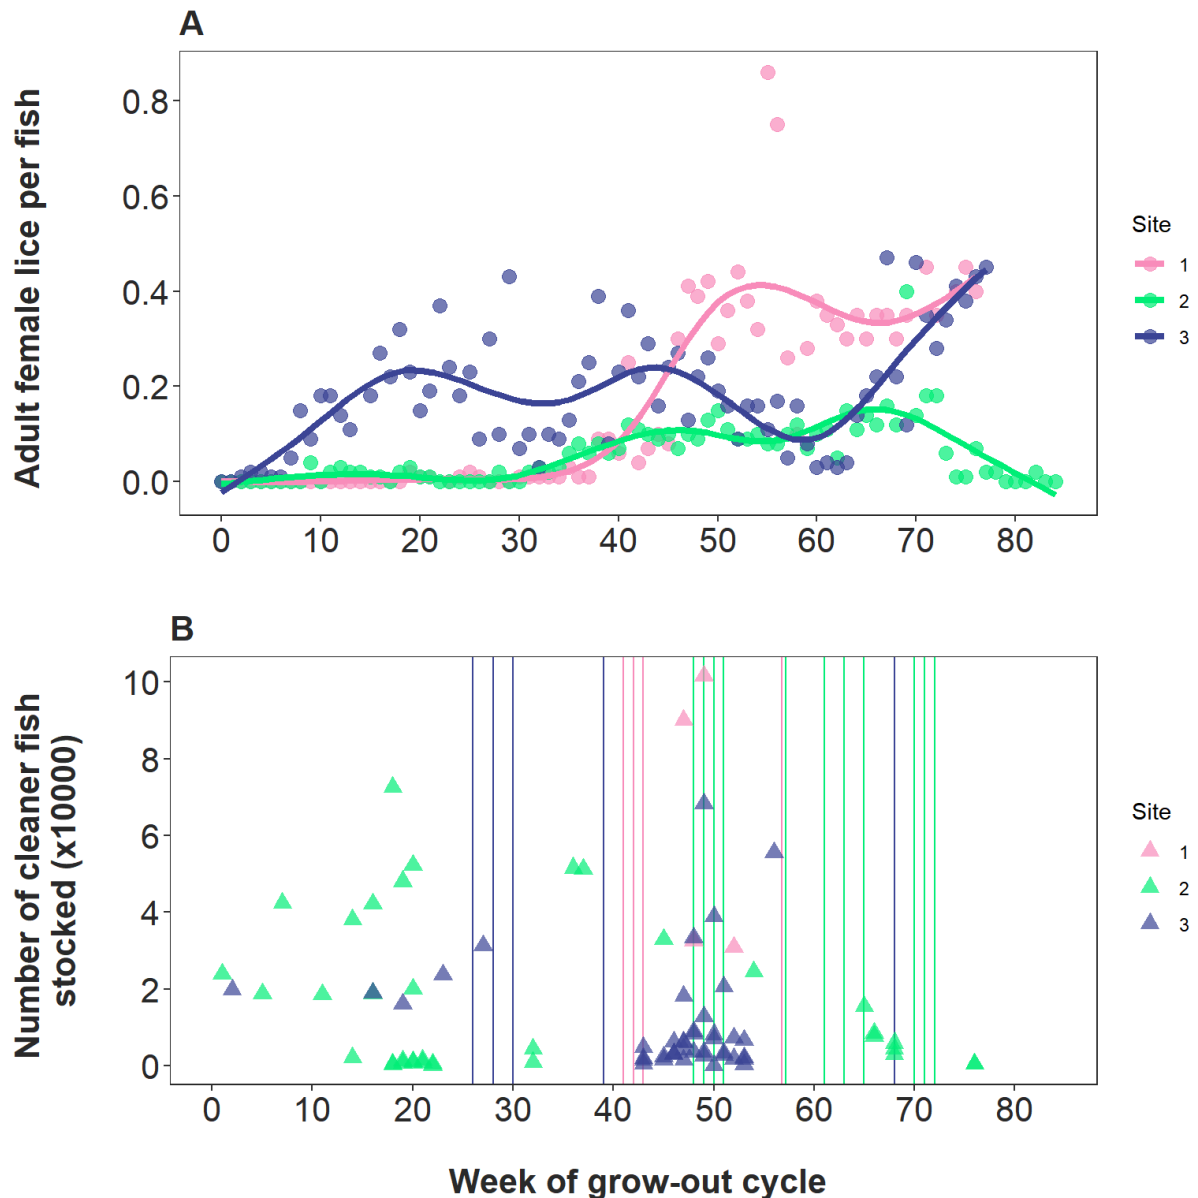 A
Adult female lice per fish
0.8
0.6
0.4
0.2
0.0
0 10 20 30 40 50 60 70 80
Site
1
2
3
B
Number of cleaner fish
stocked (x10000)
10
8
6
4
2
0
0 10 20 30 40 50 60 70 80
Week of grow-out cycle
Site
1
2
3